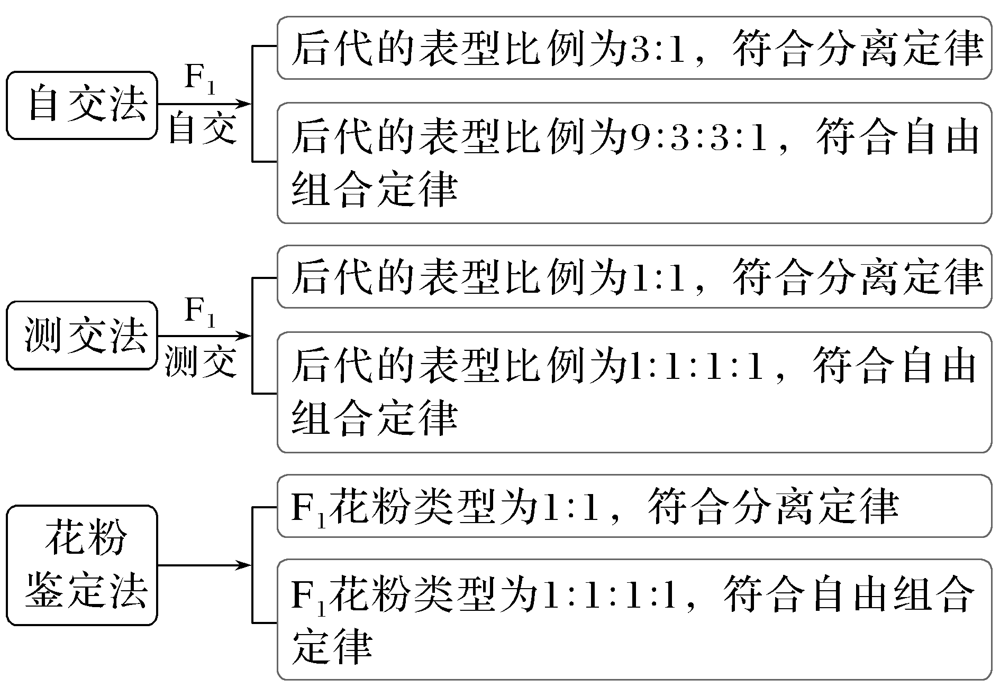 自交法
F₁
自交
后代的表型比例为3∶1，符合分离定律
后代的表型比例为9∶3∶3∶1，符合自由
组合定律
测交法
F₁
测交
后代的表型比例为1∶1，符合分离定律
后代的表型比例为1∶1∶1∶1，符合自由
组合定律
花粉
鉴定法
F₁花粉类型为1∶1，符合分离定律
F₁花粉类型为1∶1∶1∶1，符合自由组合
定律